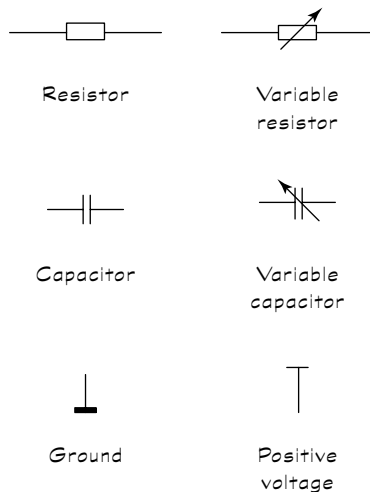 Resistor
Variable
resistor
Capacitor
Variable
capacitor
Ground
Positive
voltage